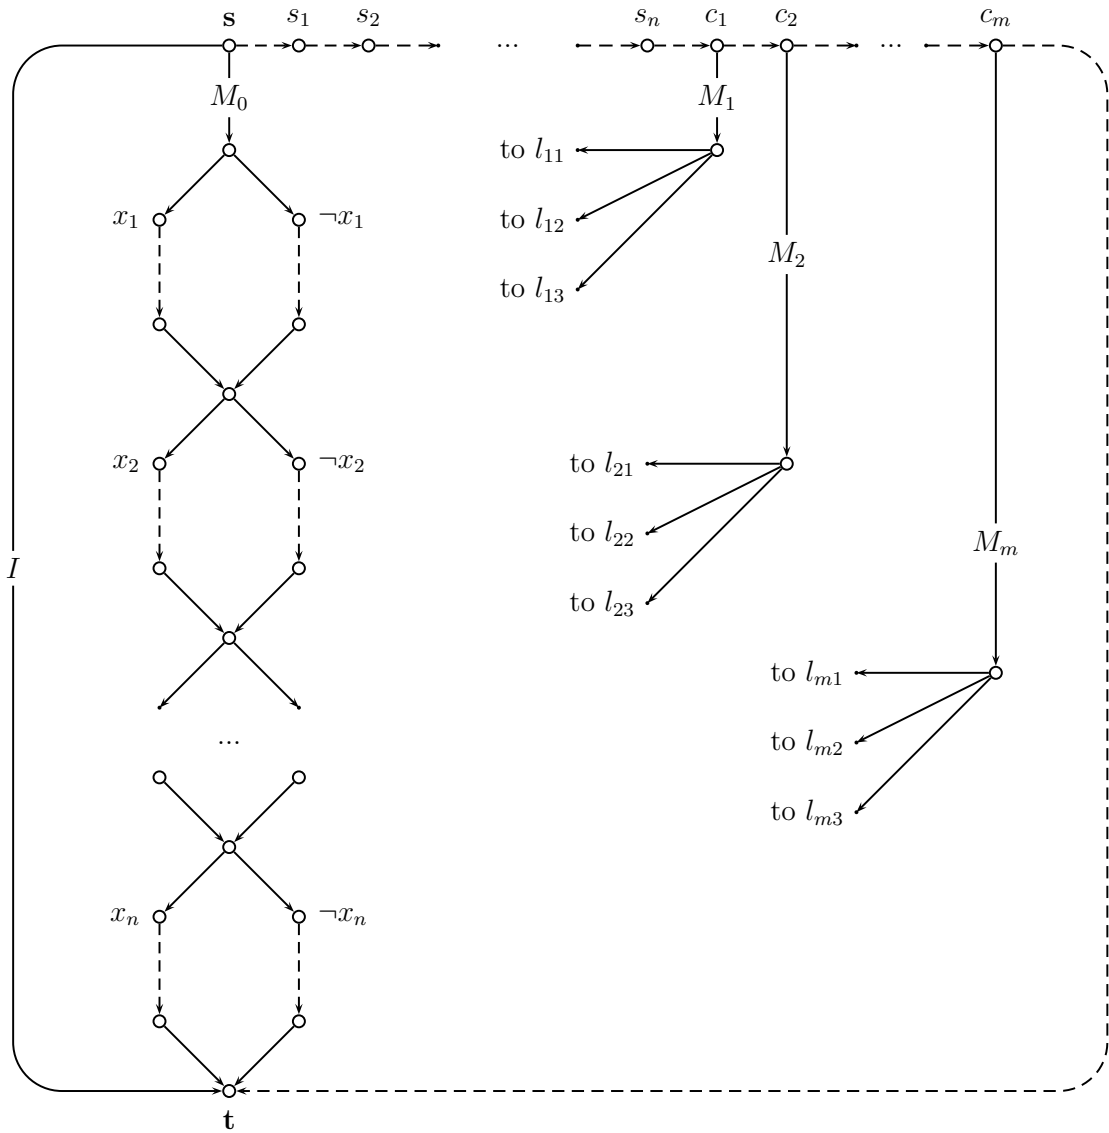 s s₁ s₂ ... sₙ c₁ c₂ ... cₘ
M₀ M₁
to l₁₁
x₁ ¬x₁ to l₁₂
M₂
to l₁₃
x₂ ¬x₂ to l₂₁
to l₂₂
Mₘ
I
to l₂₃
to lₘ₁
... to lₘ₂
to lₘ₃
xₙ ¬xₙ
t